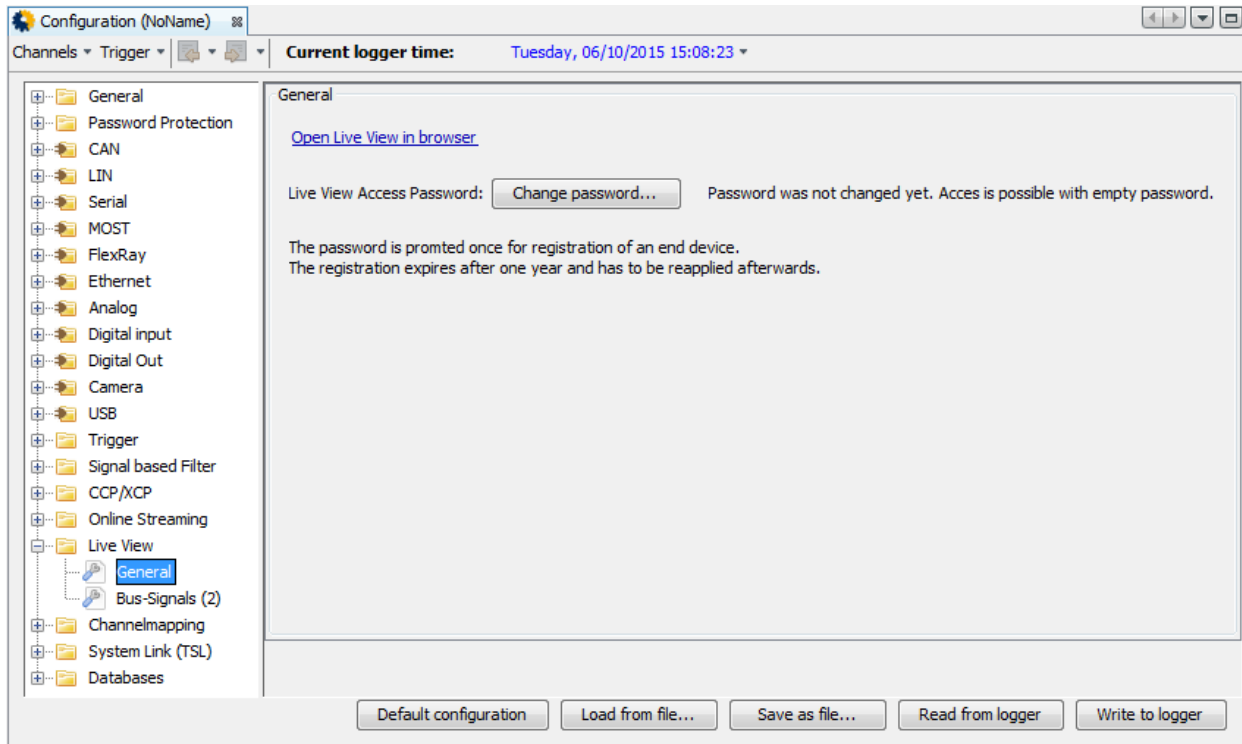 Configuration (NoName)
Channels Trigger Current logger time: Tuesday, 06/10/2015 15:08:23
General
Password Protection
CAN
LIN
Serial
MOST
FlexRay
Ethernet
Analog
Digital input
Digital Out
Camera
USB
Trigger
Signal based Filter
CCP/XCP
Online Streaming
Live View
General
Bus-Signals (2)
Channelmapping
System Link (TSL)
Databases
General
Open Live View in browser
Live View Access Password: Change password... Password was not changed yet. Acces is possible with empty password.
The password is promted once for registration of an end device.
The registration expires after one year and has to be reapplied afterwards.
Default configuration Load from file... Save as file... Read from logger Write to logger